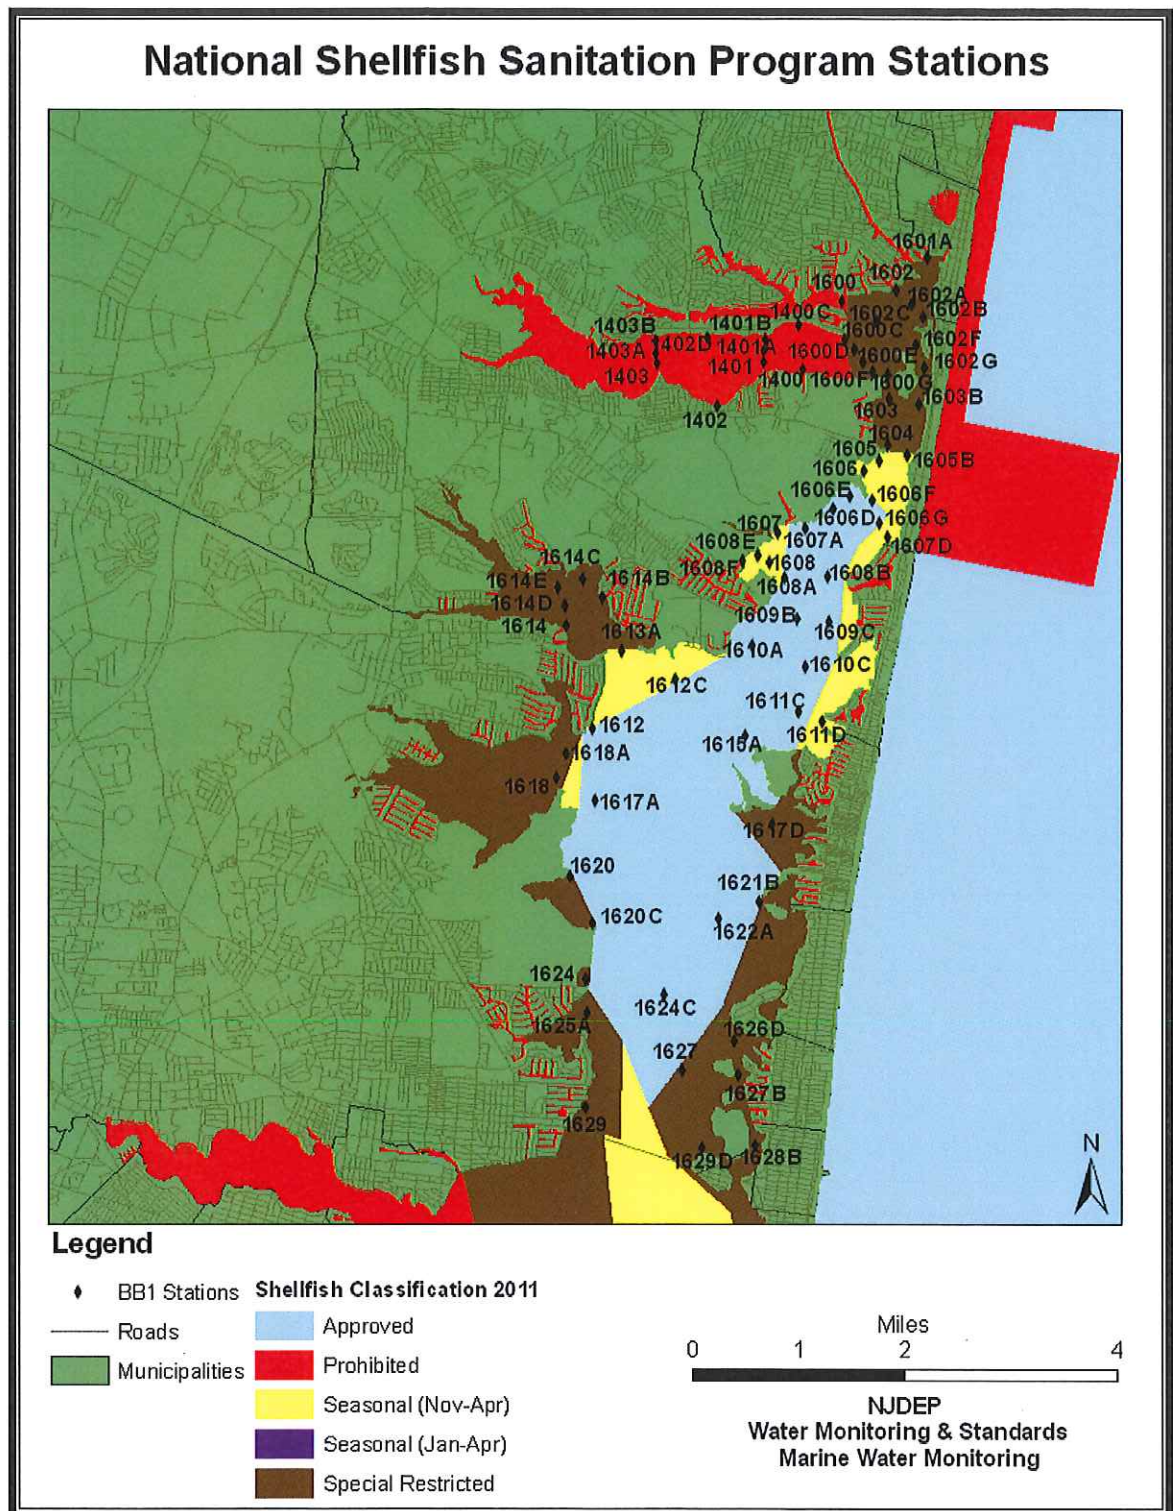 National Shellfish Sanitation Program Stations
1601A
1602
1600
1602A
1602C
1602B
1400C
1600C
1403B
1401B
1402D
1602F
1403A
1401A
1600D
1600E
1602G
1403
1401
1400
1600F
1600G
1603B
1402
1603
1604
1605
1605B
1606
1606E
1606F
1606D
1606G
1607
1607A
1607D
1608E
1608
1608F
1608A
1608B
1614C
1614B
1614E
1614D
1609B
1614
1609C
1613A
1610A
1610C
1612C
1611C
1612
1611D
1615A
1618A
1618
1617A
1617D
1620
1621B
1620C
1622A
1624
1624C
1625A
1626D
1627
1627B
1629
1629D
1628B
N
Legend
BB1 Stations
Roads
Municipalities
Shellfish Classification 2011
Approved
Prohibited
Seasonal (Nov-Apr)
Seasonal (Jan-Apr)
Special Restricted
Miles
0 1 2 4
NJDEP
Water Monitoring & Standards
Marine Water Monitoring